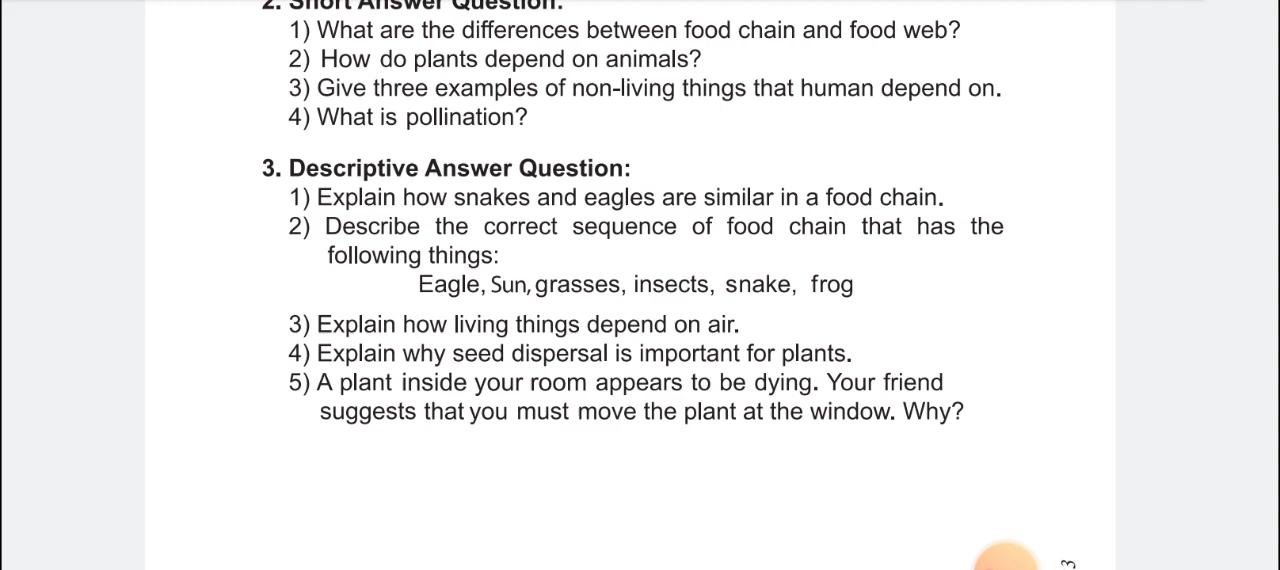 2. Short Answer Question:
1) What are the differences between food chain and food web?
2) How do plants depend on animals?
3) Give three examples of non-living things that human depend on.
4) What is pollination?
3. Descriptive Answer Question:
1) Explain how snakes and eagles are similar in a food chain.
2) Describe the correct sequence of food chain that has the
following things:
Eagle, Sun, grasses, insects, snake, frog
3) Explain how living things depend on air.
4) Explain why seed dispersal is important for plants.
5) A plant inside your room appears to be dying. Your friend
suggests that you must move the plant at the window. Why?
3